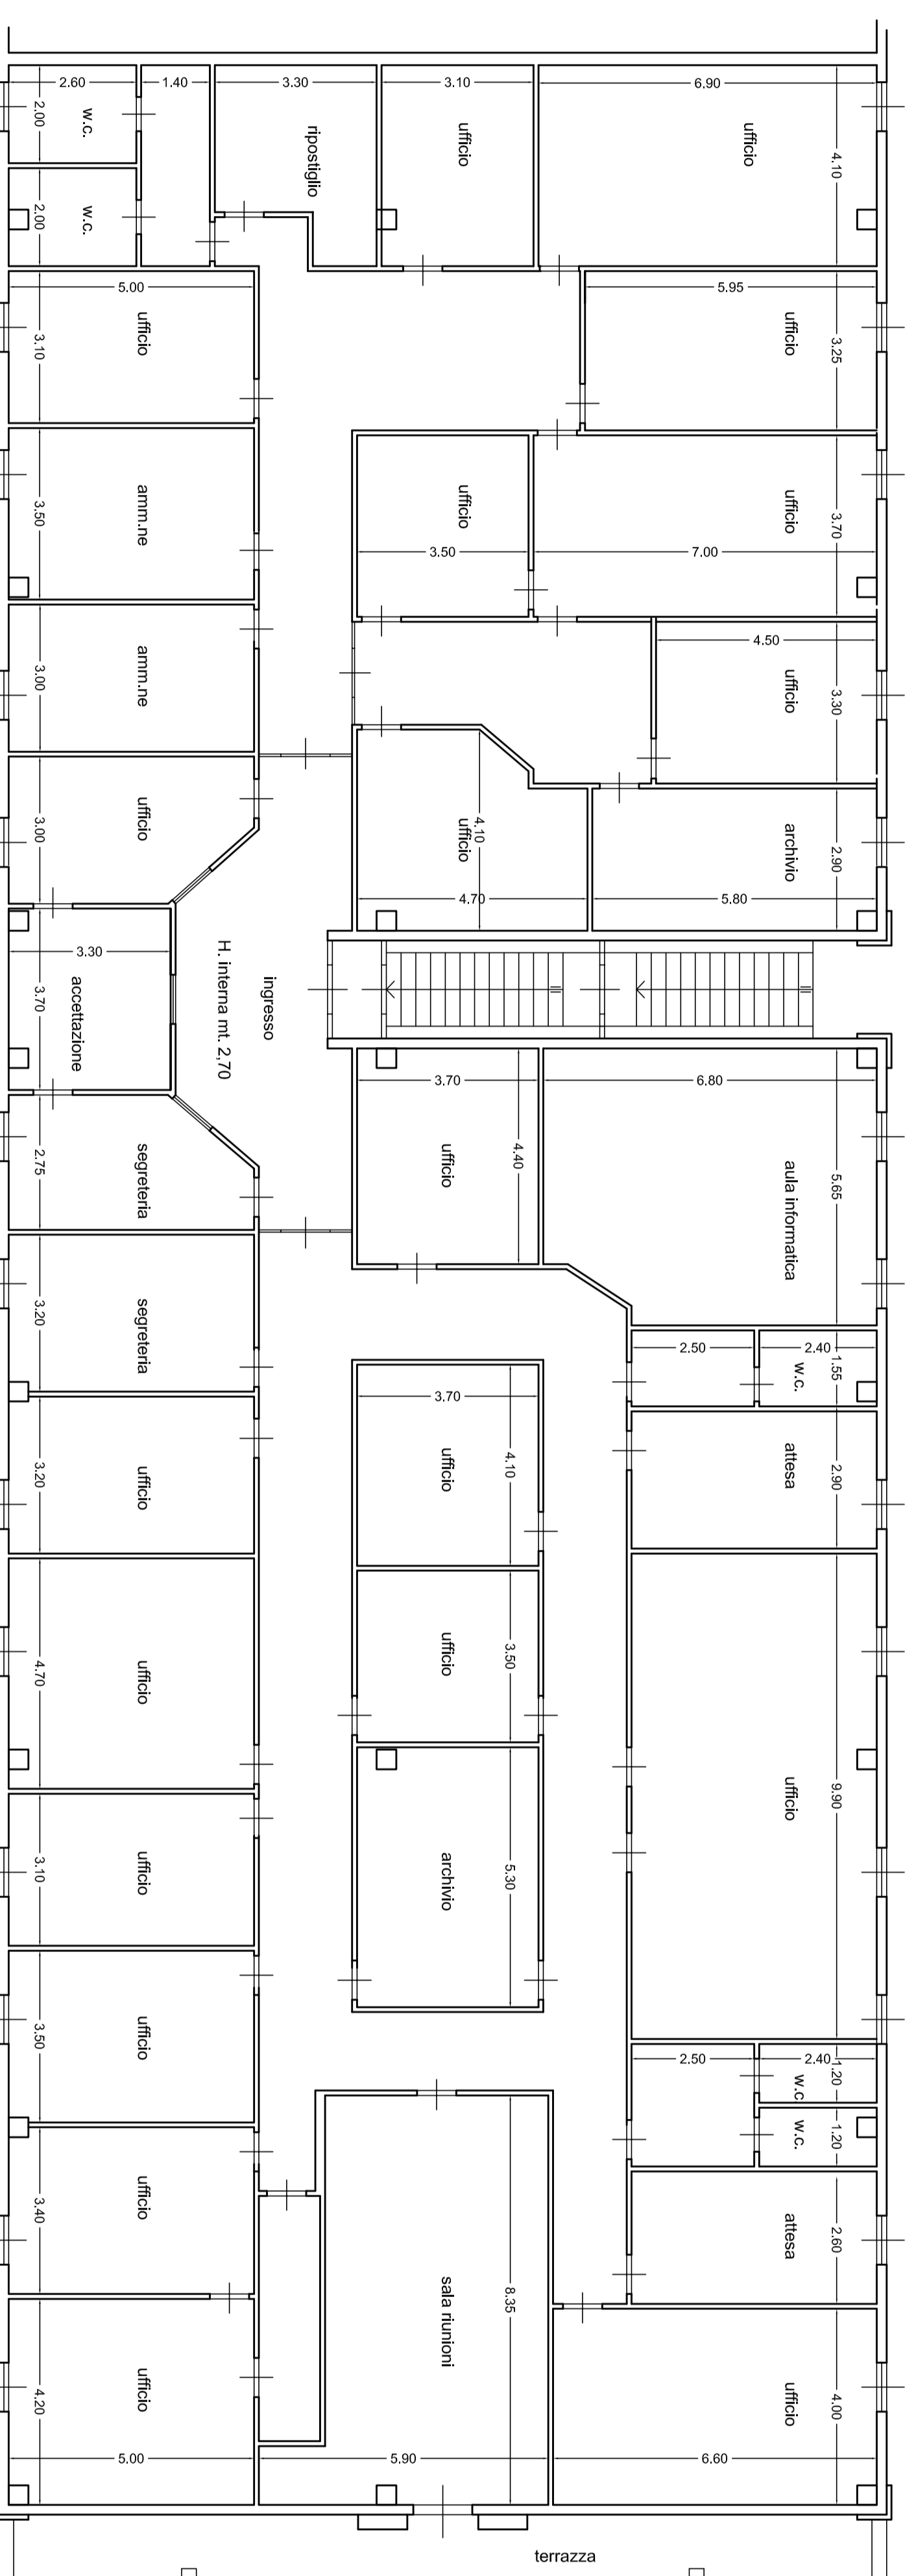 2.60
1.40
3.30
3.10
6.90
2.00
w.c.
ripostiglio
ufficio
ufficio
4.10
2.00
w.c.
5.00
5.95
3.10
ufficio
ufficio
3.25
3.50
amm.ne
ufficio
ufficio
3.70
3.50
7.00
4.50
3.00
amm.ne
ufficio
3.30
3.00
ufficio
4.10
ufficio
archivio
2.90
4.70
5.80
3.30
3.70
accettazione
H. interna mt. 2,70
ingresso
3.70
6.80
2.75
segreteria
ufficio
4.40
aula informatica
5.65
3.20
segreteria
2.50
2.40
w.c.
1.55
3.70
3.20
ufficio
ufficio
4.10
attesa
2.90
4.70
ufficio
ufficio
3.50
ufficio
9.90
3.10
ufficio
archivio
5.30
3.50
ufficio
2.50
2.40
w.c.
1.20
w.c.
1.20
3.40
ufficio
attesa
2.60
sala riunioni
8.35
4.20
ufficio
ufficio
4.00
5.00
5.90
6.60
terrazza